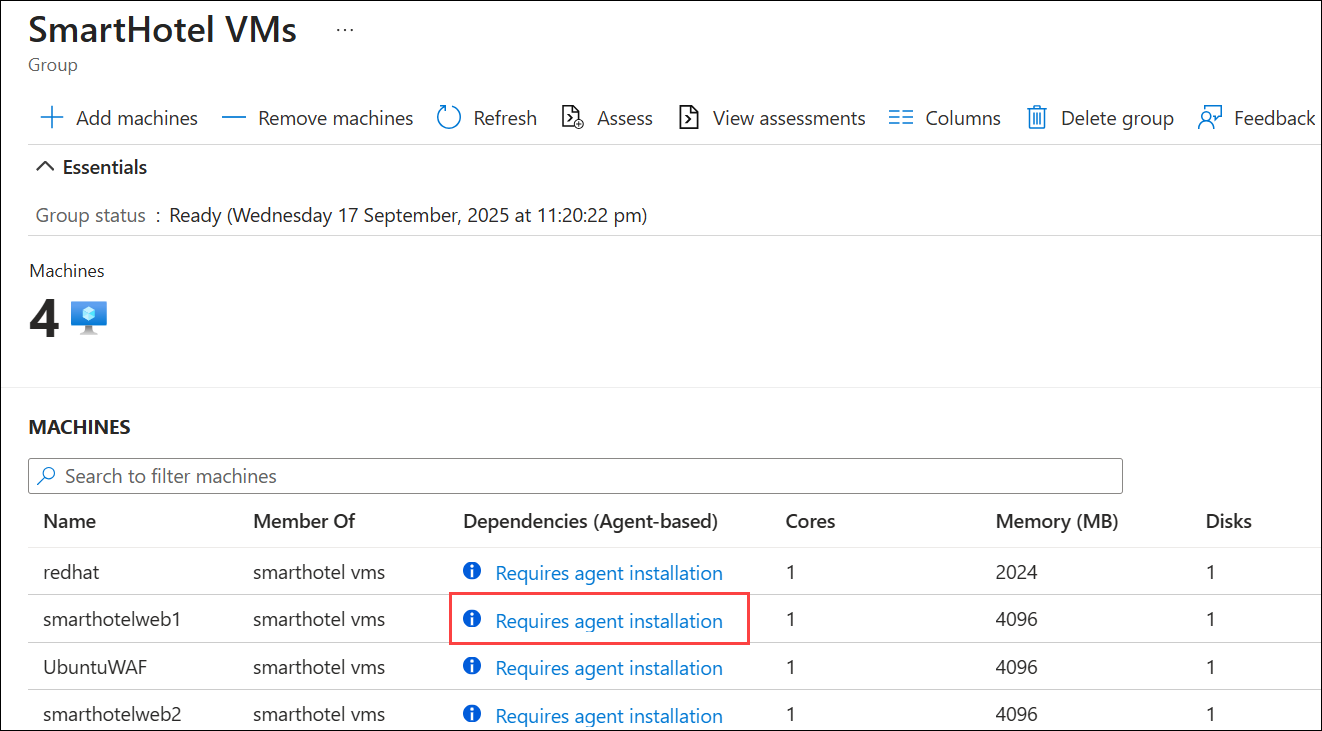 SmartHotel VMs ...
Group
Add machines Remove machines Refresh Assess View assessments Columns Delete group Feedback
Essentials
Group status : Ready (Wednesday 17 September, 2025 at 11:20:22 pm)
Machines
4
MACHINES
Search to filter machines
Name Member Of Dependencies (Agent-based) Cores Memory (MB) Disks
redhat smarthotel vms Requires agent installation 1 2024 1
smarthotelweb1 smarthotel vms Requires agent installation 1 4096 1
UbuntuWAF smarthotel vms Requires agent installation 1 4096 1
smarthotelweb2 smarthotel vms Requires agent installation 1 4096 1